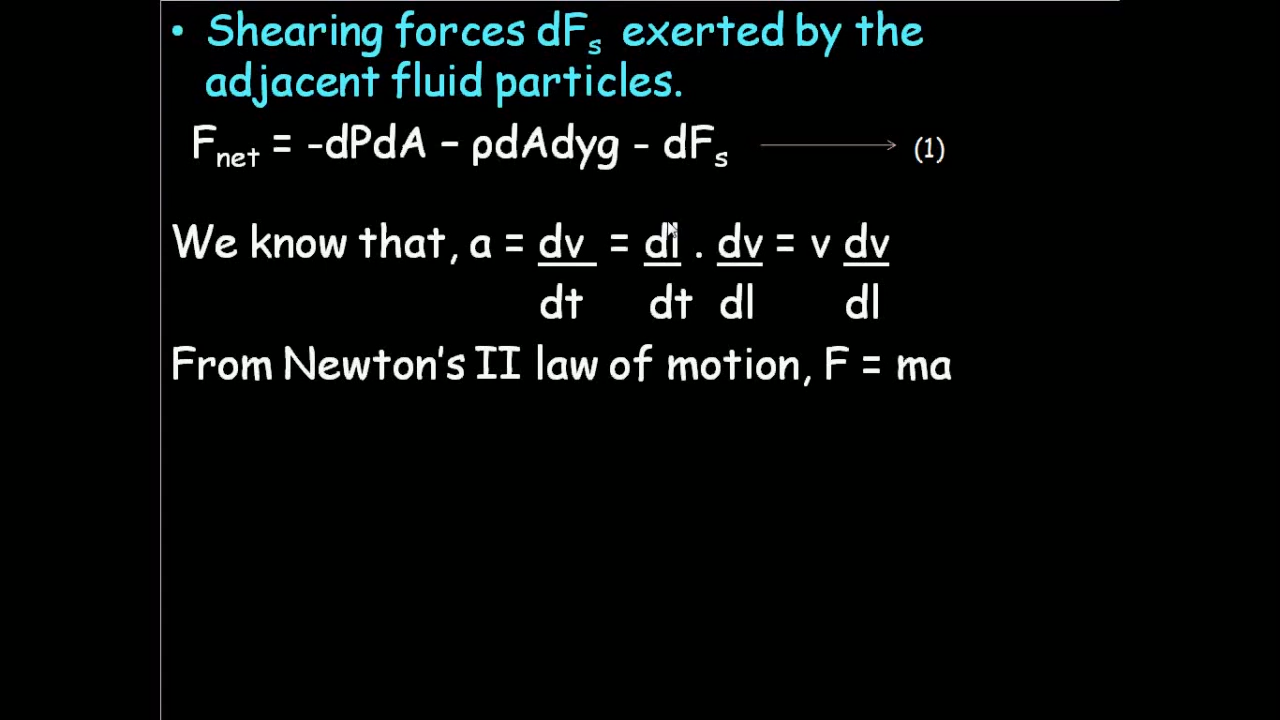 • Shearing forces dFₛ exerted by the
adjacent fluid particles.
Fnet = -dPdA – ρdAdyg - dFₛ → (1)
We know that, a = dv = dl . dv = v dv
dt dt dl dl
From Newton's II law of motion, F = ma